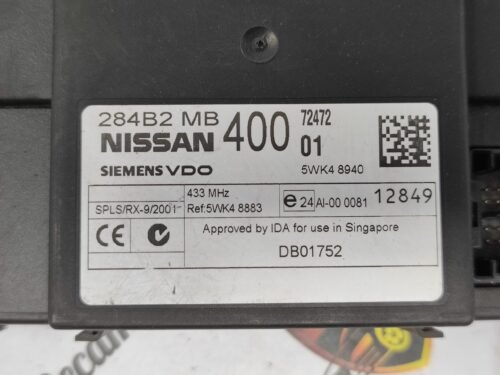 284B2 MB 400 72472
NISSAN 01
SIEMENS VDO 5WK4 8940
433 MHz
SPLS/RX-9/2001 Ref:5WK4 8883 e24 AI-00 0081 12849
CE Approved by IDA for use in Singapore
DB01752